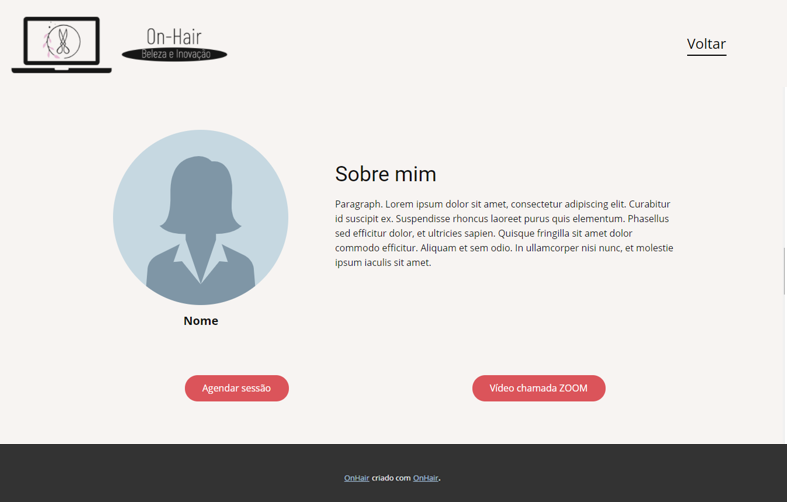 On-Hair
Beleza e Inovação
Voltar
Sobre mim
Paragraph. Lorem ipsum dolor sit amet, consectetur adipiscing elit. Curabitur
id suscipit ex. Suspendisse rhoncus laoreet purus quis elementum. Phasellus
sed efficitur dolor, et ultricies sapien. Quisque fringilla sit amet dolor
commodo efficitur. Aliquam et sem odio. In ullamcorper nisi nunc, et molestie
ipsum iaculis sit amet.
Nome
Agendar sessão
Vídeo chamada ZOOM
OnHair criado com OnHair.